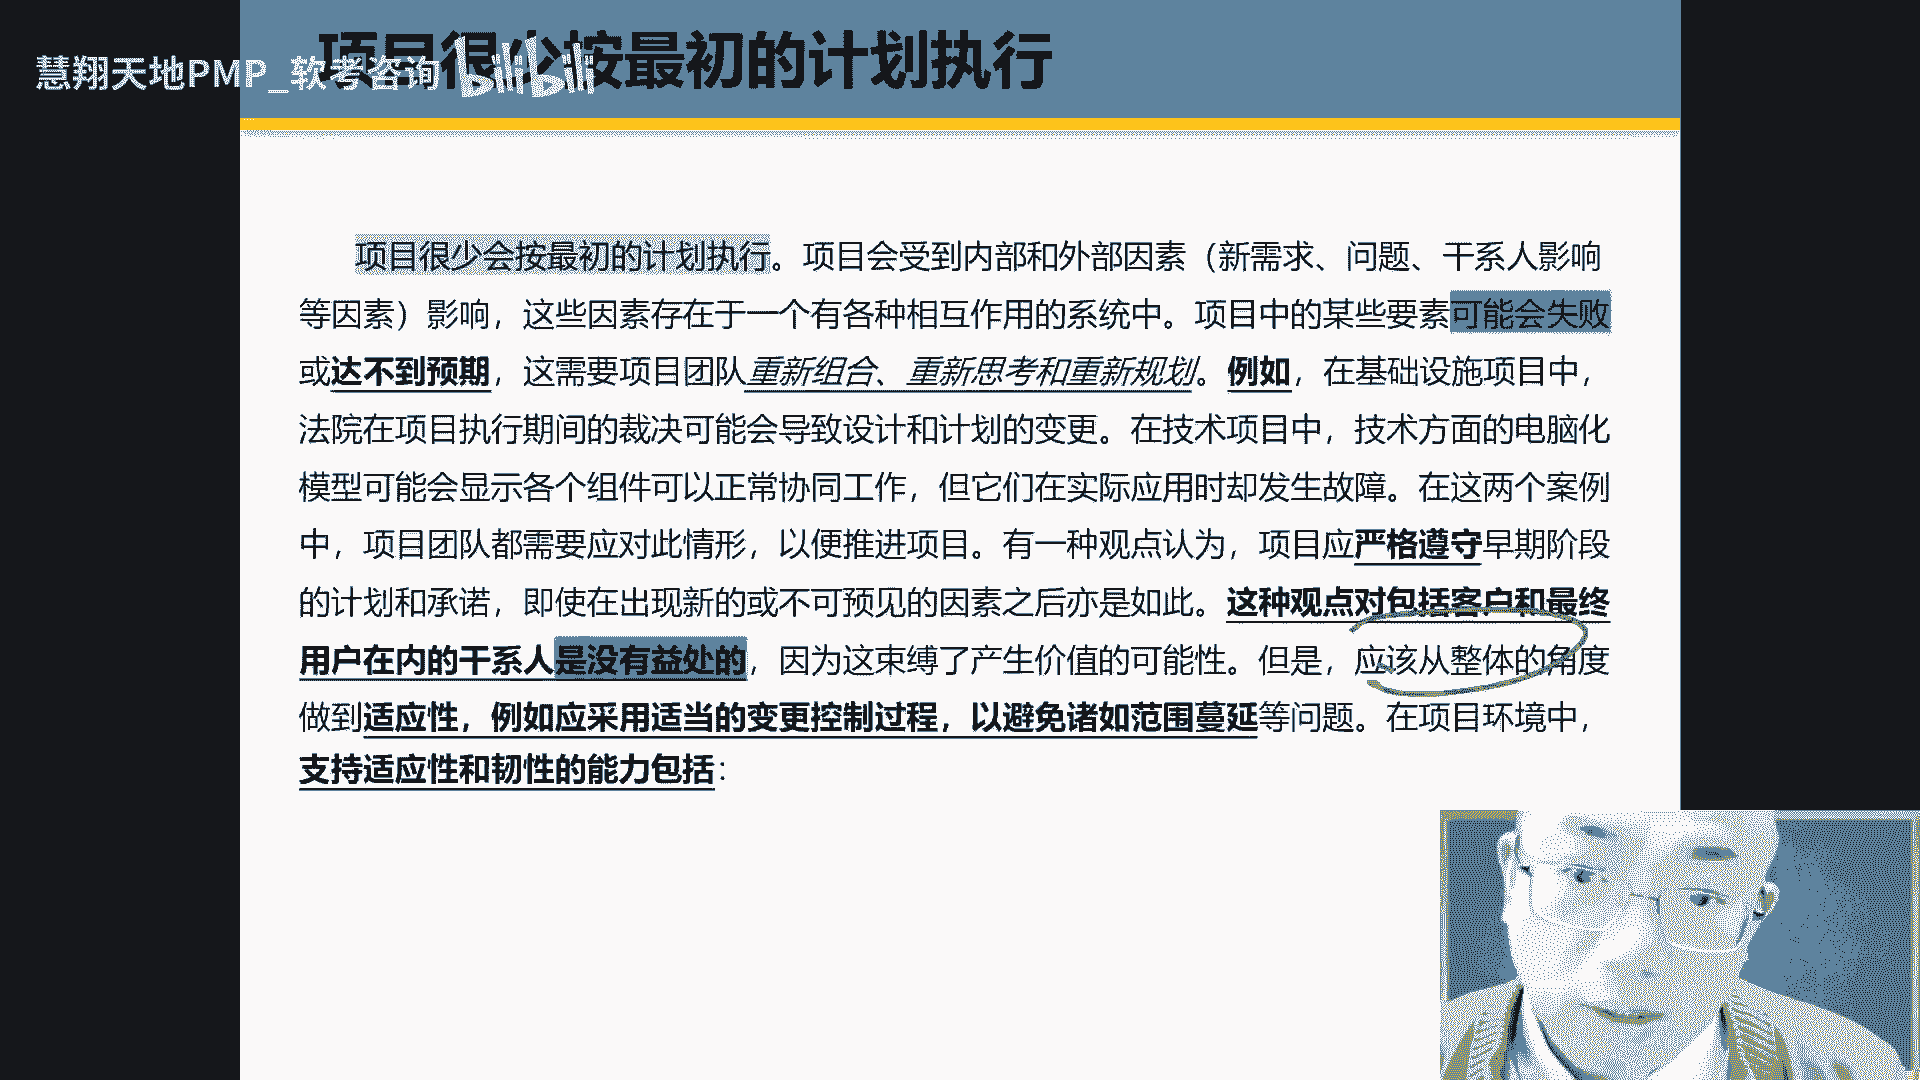 项目很少按最初的计划执行
慧翔天地PMP_软考咨询 bilibili
项目很少会按最初的计划执行。项目会受到内部和外部因素（新需求、问题、干系人影响
等因素）影响，这些因素存在于一个有各种相互作用的系统中。项目中的某些要素可能会失败
或达不到预期，这需要项目团队重新组合、重新思考和重新规划。例如，在基础设施项目中，
法院在项目执行期间的裁决可能会导致设计和计划的变更。在技术项目中，技术方面的电脑化
模型可能会显示各个组件可以正常协同工作，但它们在实际应用时却发生故障。在这两个案例
中，项目团队都需要应对此情形，以便推进项目。有一种观点认为，项目应严格遵守早期阶段
的计划和承诺，即使在出现新的或不可预见的因素之后亦是如此。这种观点对包括客户和最终
用户在内的干系人是没有益处的，因为这束缚了产生价值的可能性。但是，应该从整体的角度
做到适应性，例如应采用适当的变更控制过程，以避免诸如范围蔓延等问题。在项目环境中，
支持适应性和韧性的能力包括：